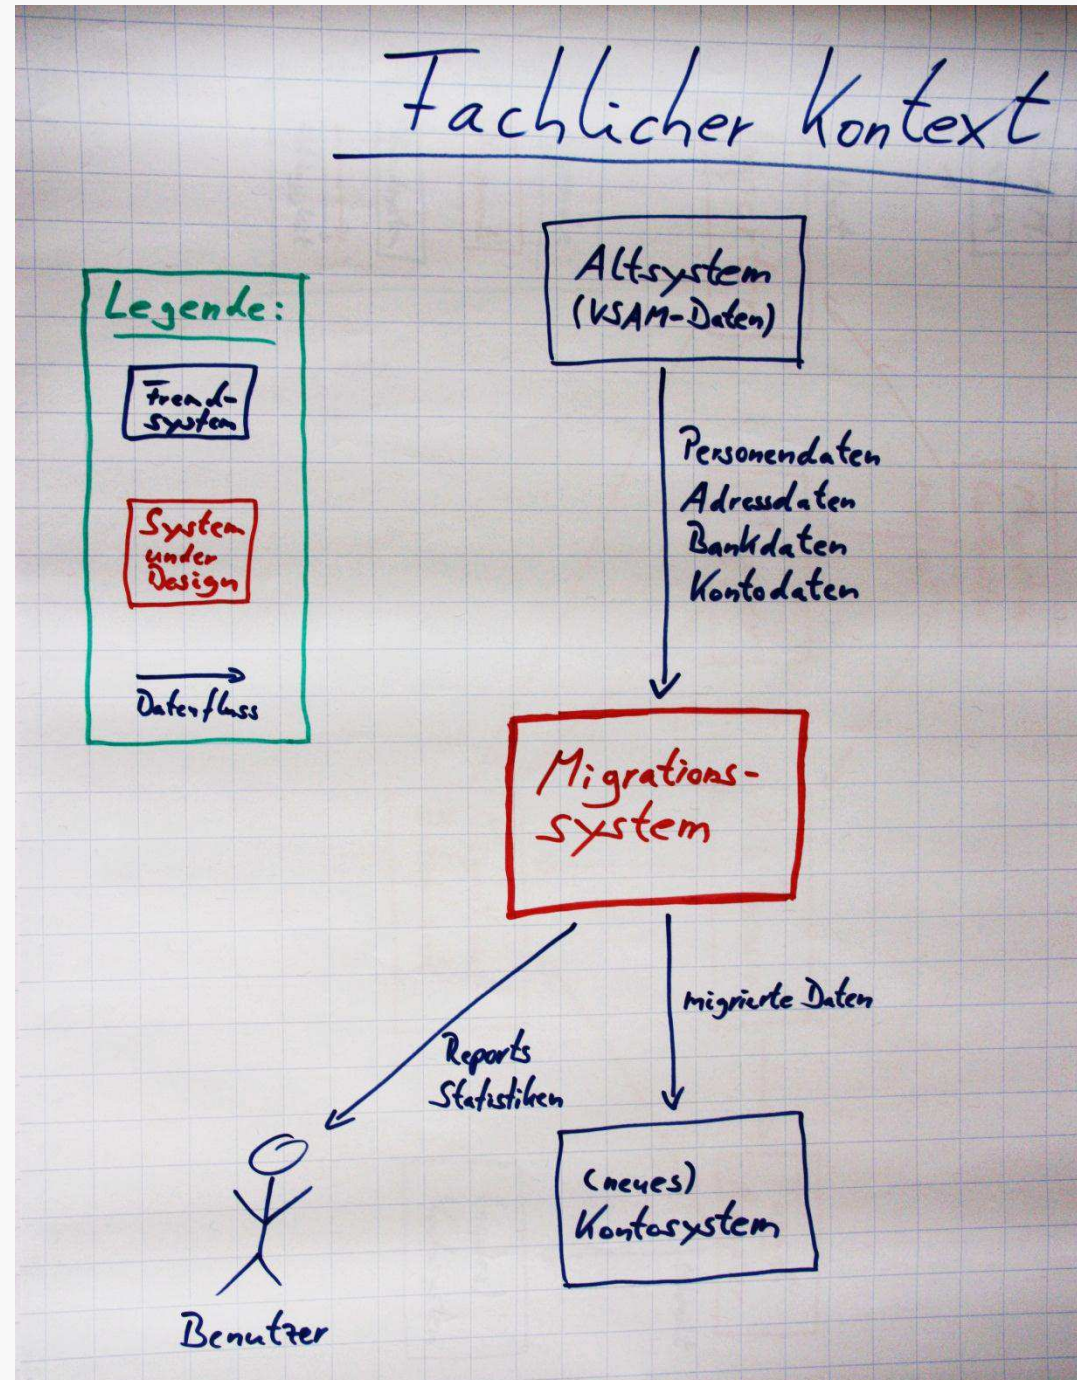 Fachlicher Kontext
Legende:
Fremd-
system
System
under
Design
Datenfluss
Altsystem
(VSAM-Daten)
Personendaten
Adressdaten
Bankdaten
Kontodaten
Migrations-
system
Reports
Statistiken
migrierte Daten
Benutzer
(neues)
Kontosystem